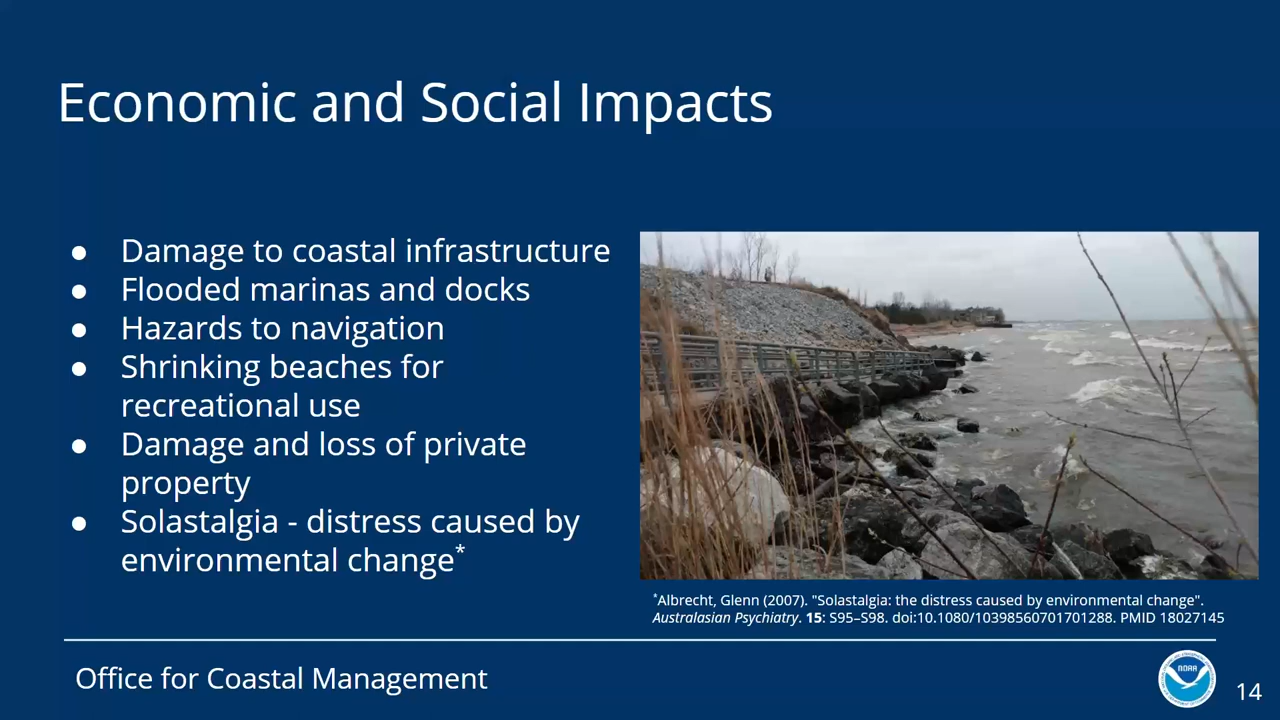 Economic and Social Impacts
● Damage to coastal infrastructure
● Flooded marinas and docks
● Hazards to navigation
● Shrinking beaches for
recreational use
● Damage and loss of private
property
● Solastalgia - distress caused by
environmental change*
*Albrecht, Glenn (2007). "Solastalgia: the distress caused by environmental change".
Australasian Psychiatry. 15: S95–S98. doi:10.1080/10398560701701288. PMID 18027145
Office for Coastal Management
NOAA
14